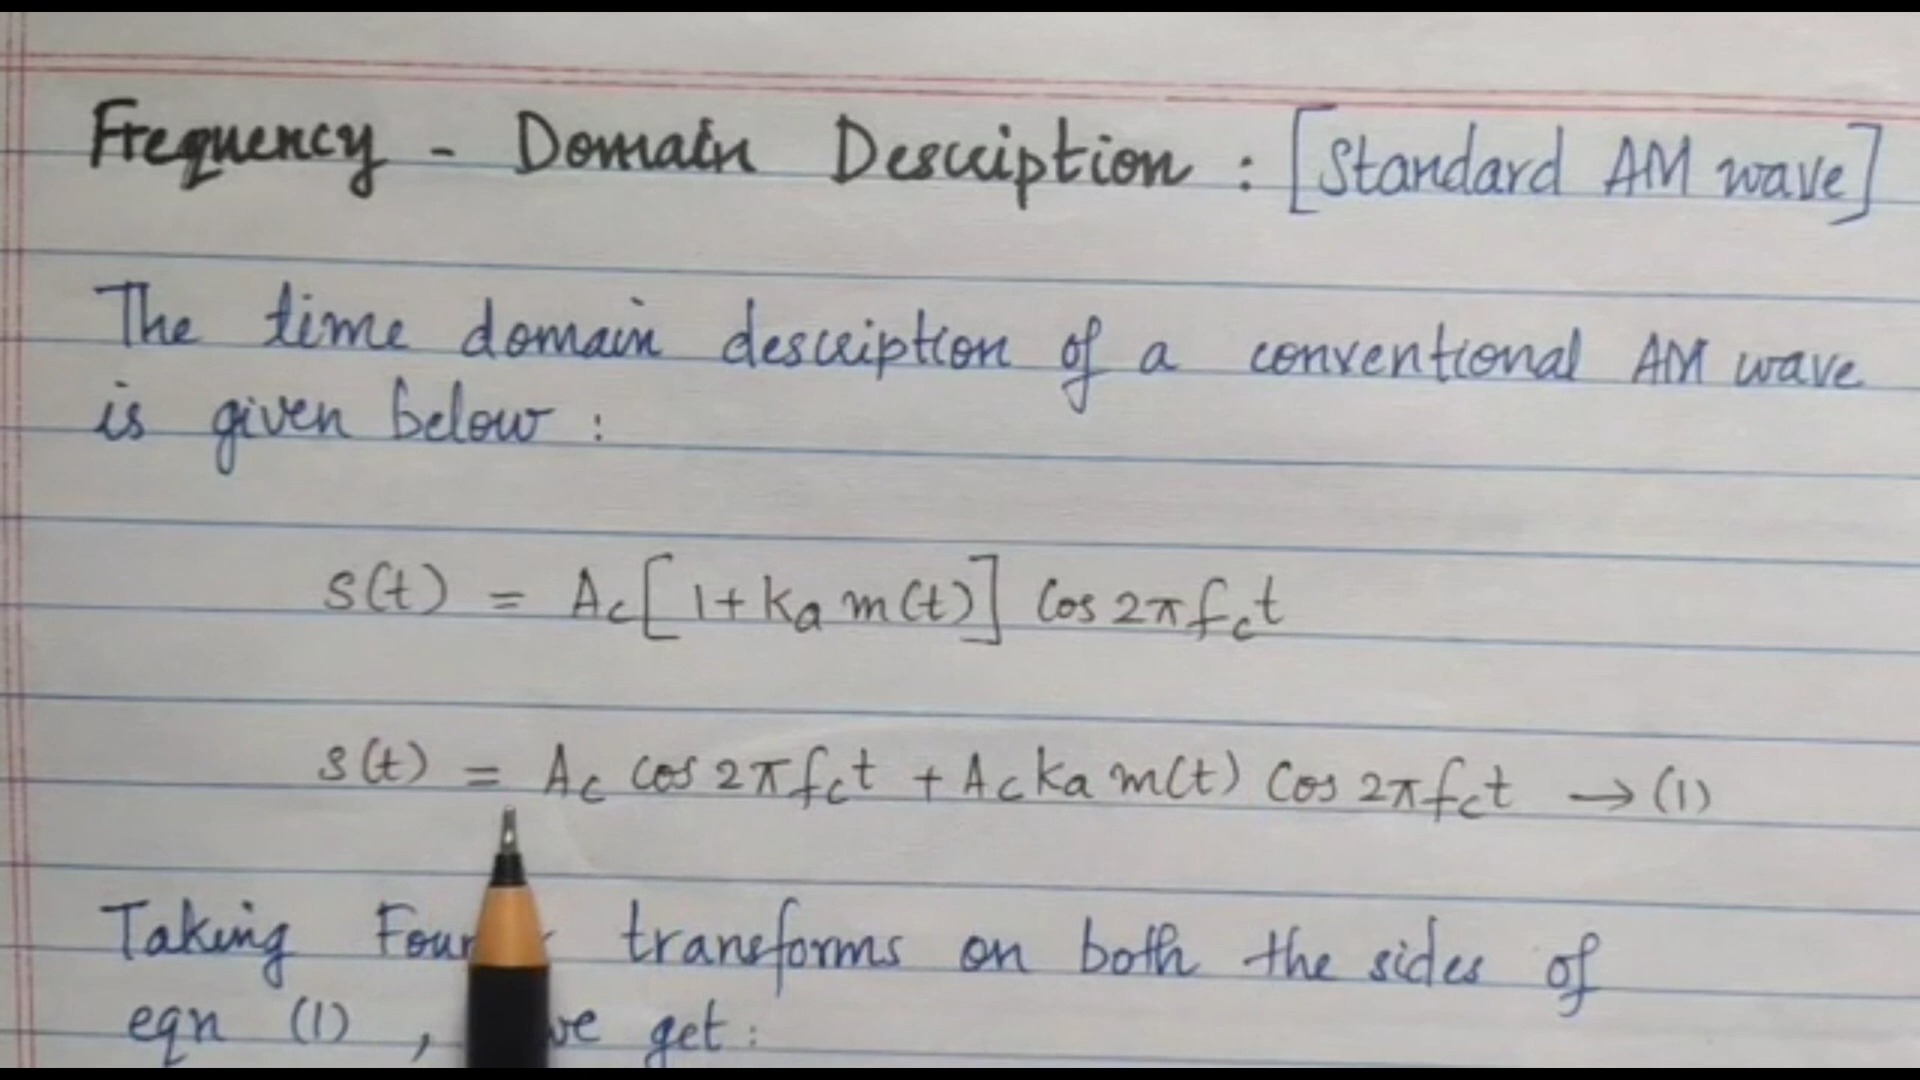 Frequency - Domain Description : [Standard AM wave]
The time domain description of a conventional AM wave
is given below :
s(t) = Ac[1+kam(t)] Cos 2πfct
s(t) = Ac cos 2πfct + Acka m(t) Cos 2πfct → (1)
Taking transforms on both the sides of
eqn (1) , we get :